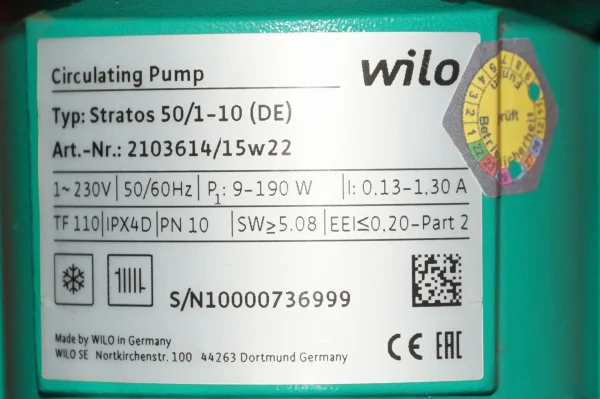 Circulating Pump
wilo
Typ: Stratos 50/1-10 (DE)
Art.-Nr.: 2103614/15w22
1~230V | 50/60Hz | P1: 9-190 W | I: 0,13-1,30 A
TF 110 | IPX4D | PN 10 | SW≥5.08 | EEI≤0,20-Part 2
S/N10000736999
Made by WILO in Germany
WILO SE Nortkirchenstr. 100 44263 Dortmund Germany
CE EAC